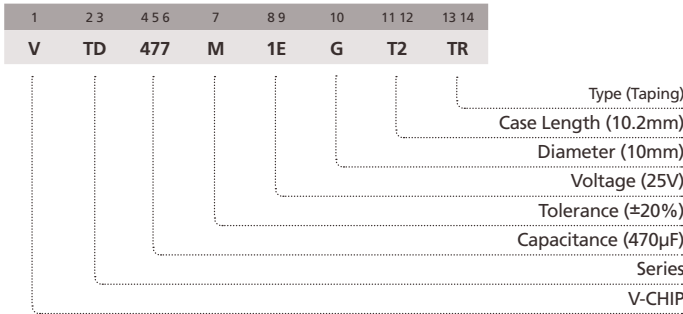 1 2 3 4 5 6 7 8 9 10 11 12 13 14
V TD 477 M 1E G T2 TR
Type (Taping)
Case Length (10.2mm)
Diameter (10mm)
Voltage (25V)
Tolerance (±20%)
Capacitance (470µF)
Series
V-CHIP